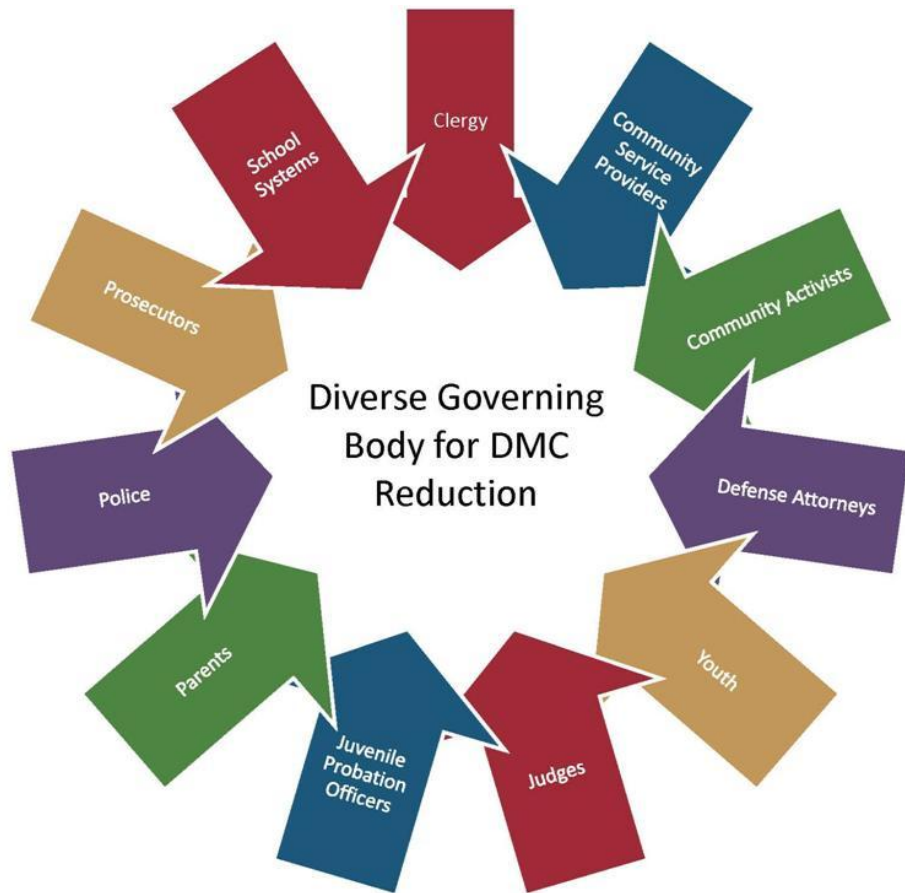 Clergy
Community
Service
Providers
Community Activists
Defense Attorneys
Youth
Judges
Juvenile
Probation
Officers
Parents
Police
Prosecutors
School
Systems
Diverse Governing
Body for DMC
Reduction